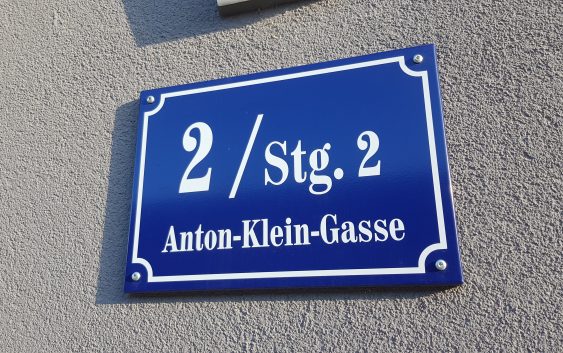 2/Stg. 2
Anton-Klein-Gasse